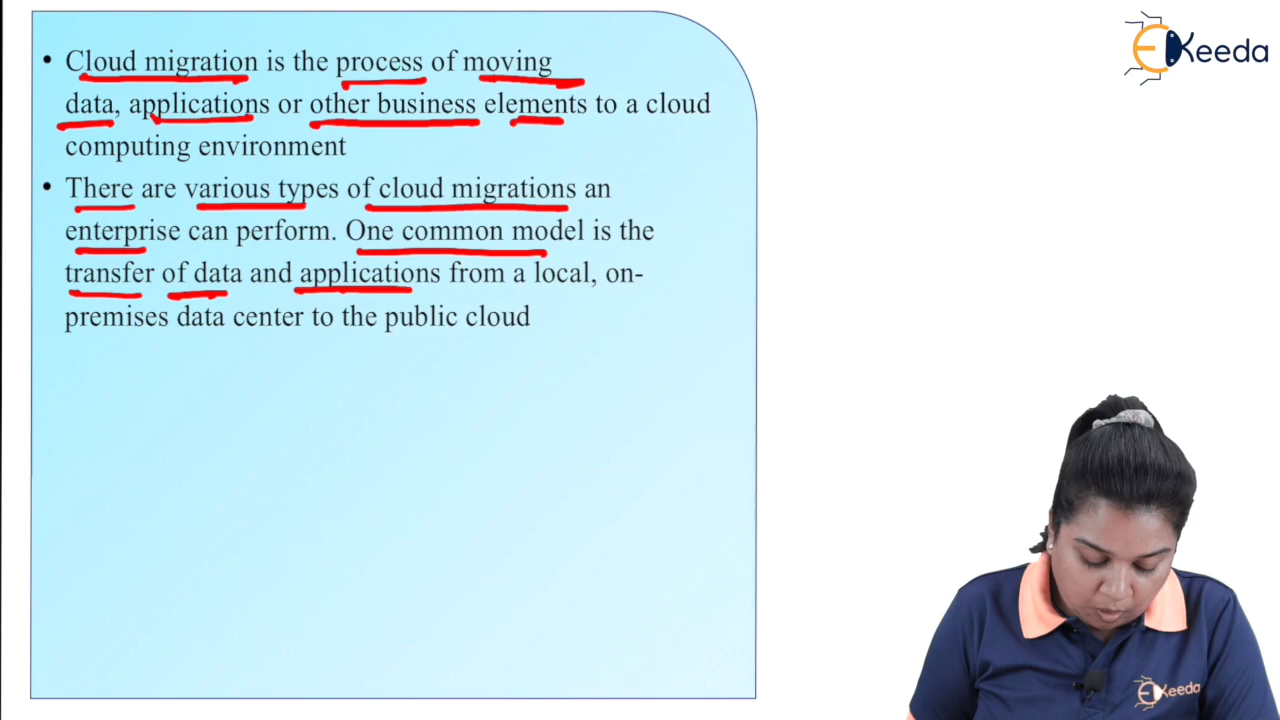 • Cloud migration is the process of moving
data, applications or other business elements to a cloud
computing environment
• There are various types of cloud migrations an
enterprise can perform. One common model is the
transfer of data and applications from a local, on-
premises data center to the public cloud
EKeeda
EKeeda